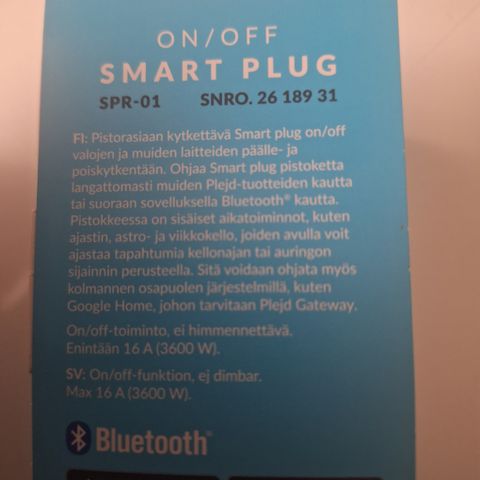 ON/OFF
SMART PLUG
SPR-01 SNRO. 26 189 31
FI: Pistorasiaan kytkettävä Smart plug on/off
valojen ja muiden laitteiden päälle- ja
poiskytkentään. Ohjaa Smart plug pistoketta
langattomasti muiden Plejd-tuotteiden kautta
tai suoraan sovelluksella Bluetooth® kautta.
Pistokkeessa on sisäiset aikatoiminnot, kuten
ajastin, astro- ja viikkokello, joiden avulla voit
ajastaa tapahtumia kellonajan tai auringon
sijainnin perusteella. Sitä voidaan ohjata myös
kolmannen osapuolen järjestelmillä, kuten
Google Home, johon tarvitaan Plejd Gateway.
On/off-toiminto, ei himmennettävä.
Enintään 16 A (3600 W).
SV: On/off-funktion, ej dimbar.
Max 16 A (3600 W).
Bluetooth®